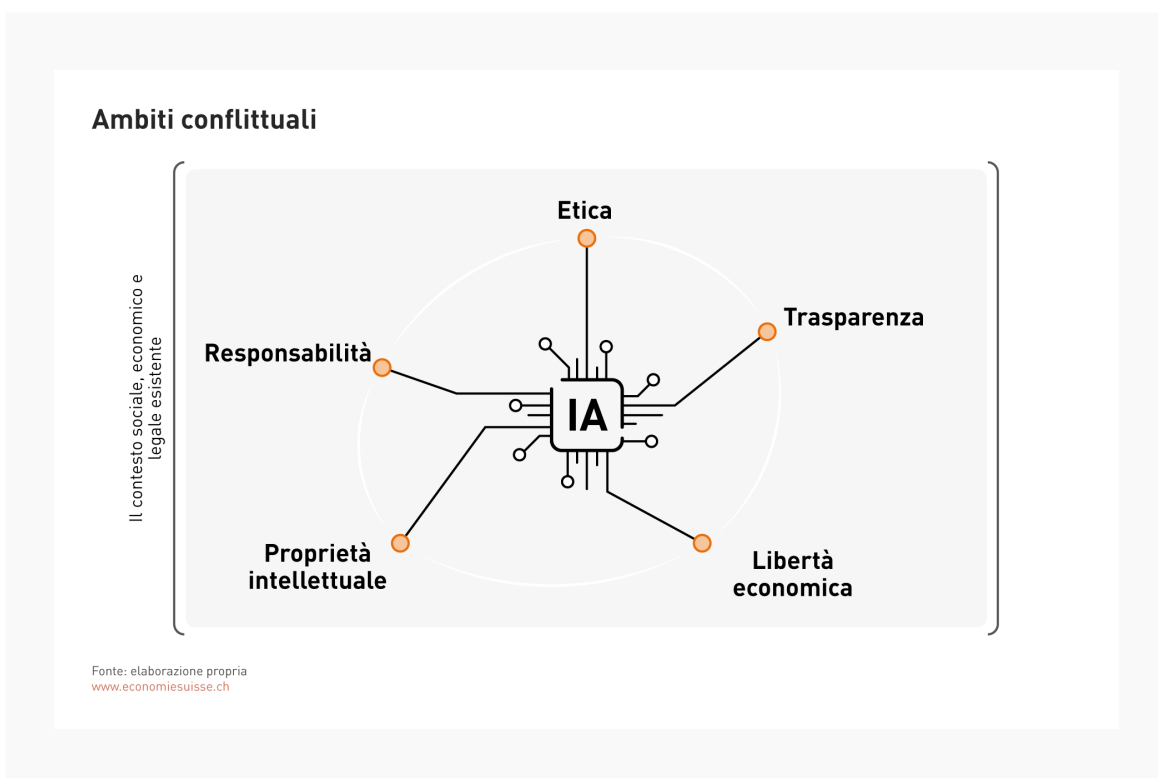 Ambiti conflittuali
Etica
Trasparenza
Responsabilità
IA
Proprietà
intellettuale
Libertà
economica
Il contesto sociale, economico e
legale esistente
Fonte: elaborazione propria
www.economiesuisse.ch